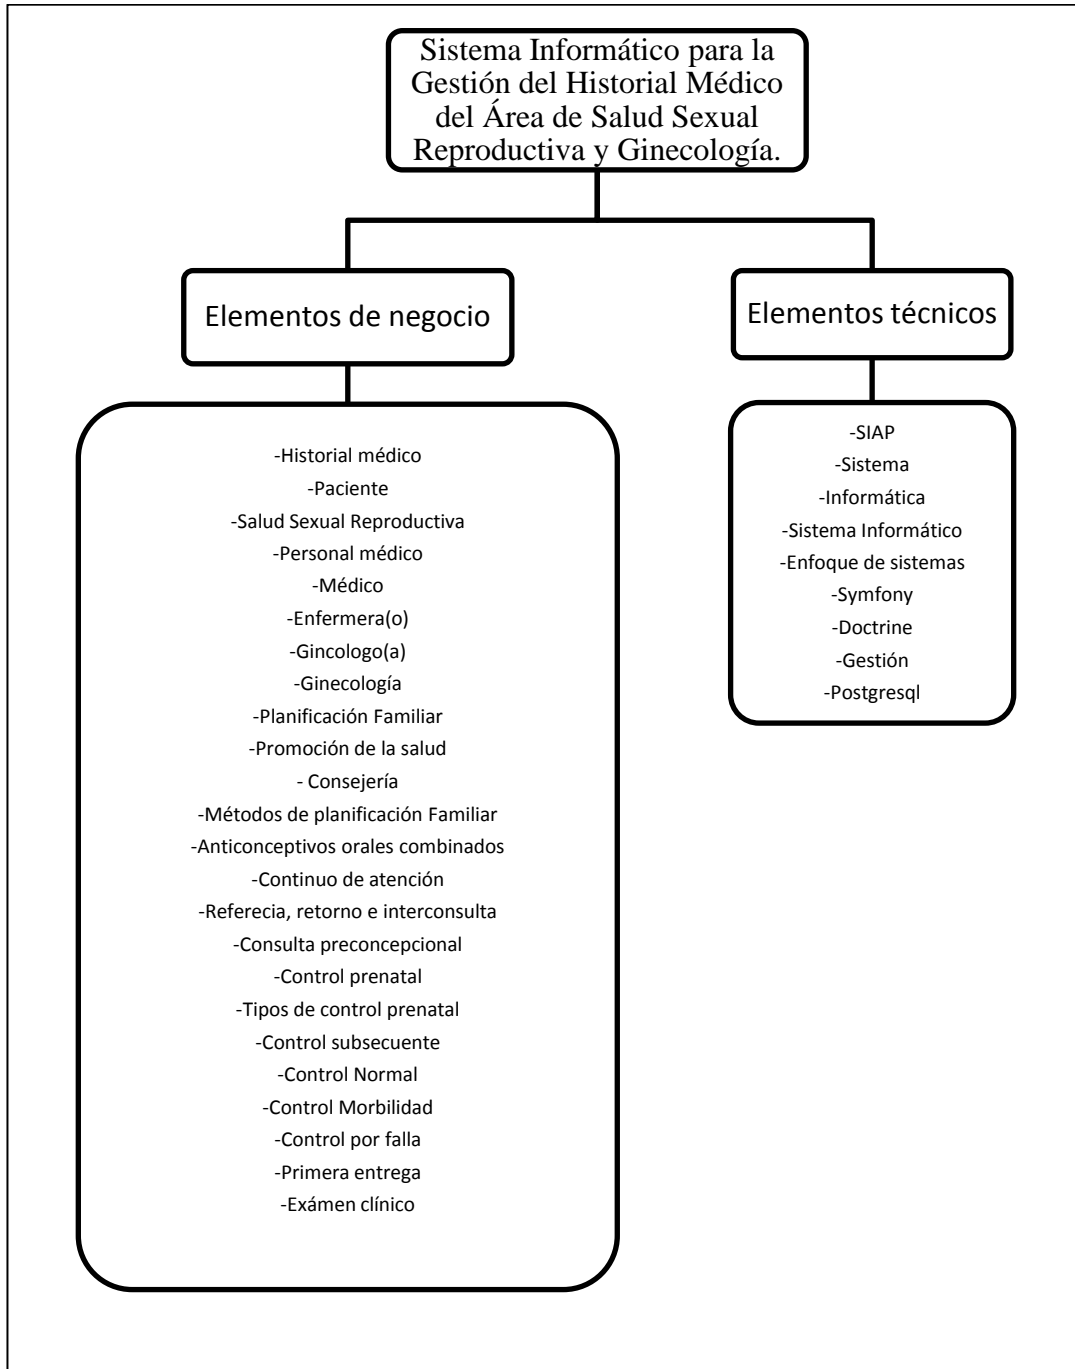 Sistema Informático para la
Gestión del Historial Médico
del Área de Salud Sexual
Reproductiva y Ginecología.
Elementos de negocio
Elementos técnicos
-Historial médico
-Paciente
-Salud Sexual Reproductiva
-Personal médico
-Médico
-Enfermera(o)
-Gincologo(a)
-Ginecología
-Planificación Familiar
-Promoción de la salud
- Consejería
-Métodos de planificación Familiar
-Anticonceptivos orales combinados
-Continuo de atención
-Referecia, retorno e interconsulta
-Consulta preconcepcional
-Control prenatal
-Tipos de control prenatal
-Control subsecuente
-Control Normal
-Control Morbilidad
-Control por falla
-Primera entrega
-Exámen clínico
-SIAP
-Sistema
-Informática
-Sistema Informático
-Enfoque de sistemas
-Symfony
-Doctrine
-Gestión
-Postgresql